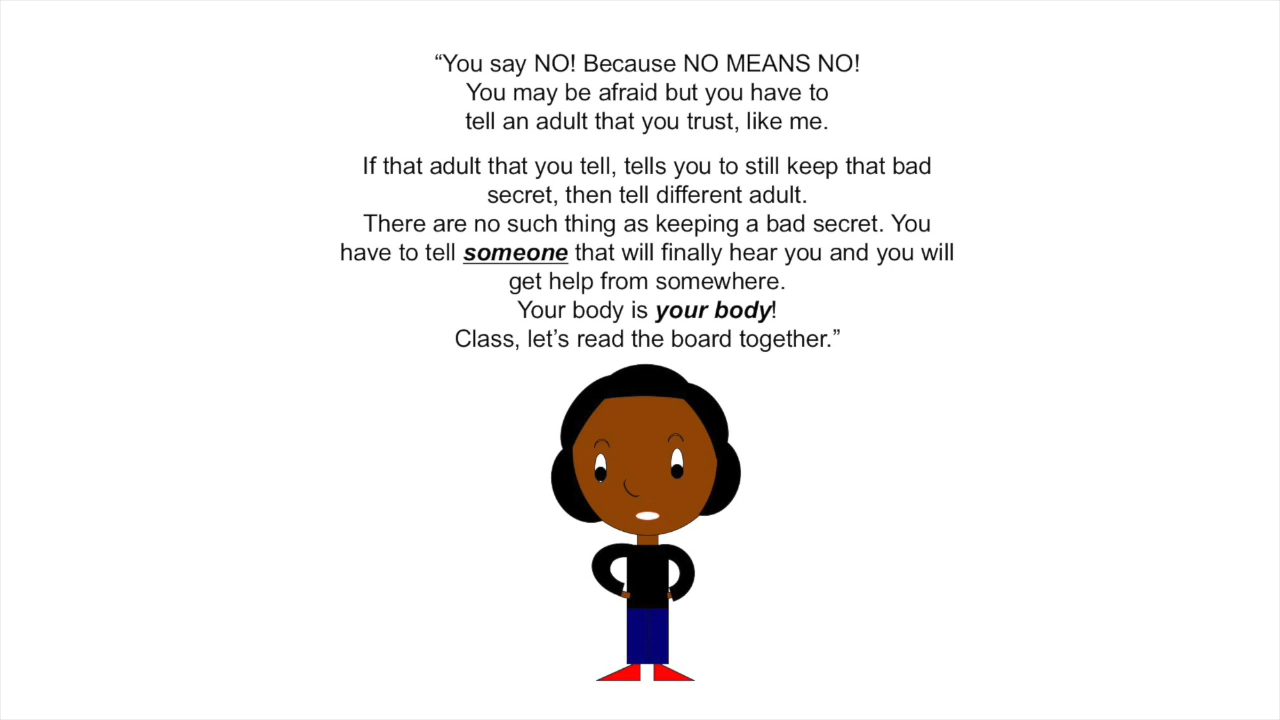 “You say NO! Because NO MEANS NO!
You may be afraid but you have to
tell an adult that you trust, like me.
If that adult that you tell, tells you to still keep that bad
secret, then tell different adult.
There are no such thing as keeping a bad secret. You
have to tell someone that will finally hear you and you will
get help from somewhere.
Your body is your body!
Class, let’s read the board together.”